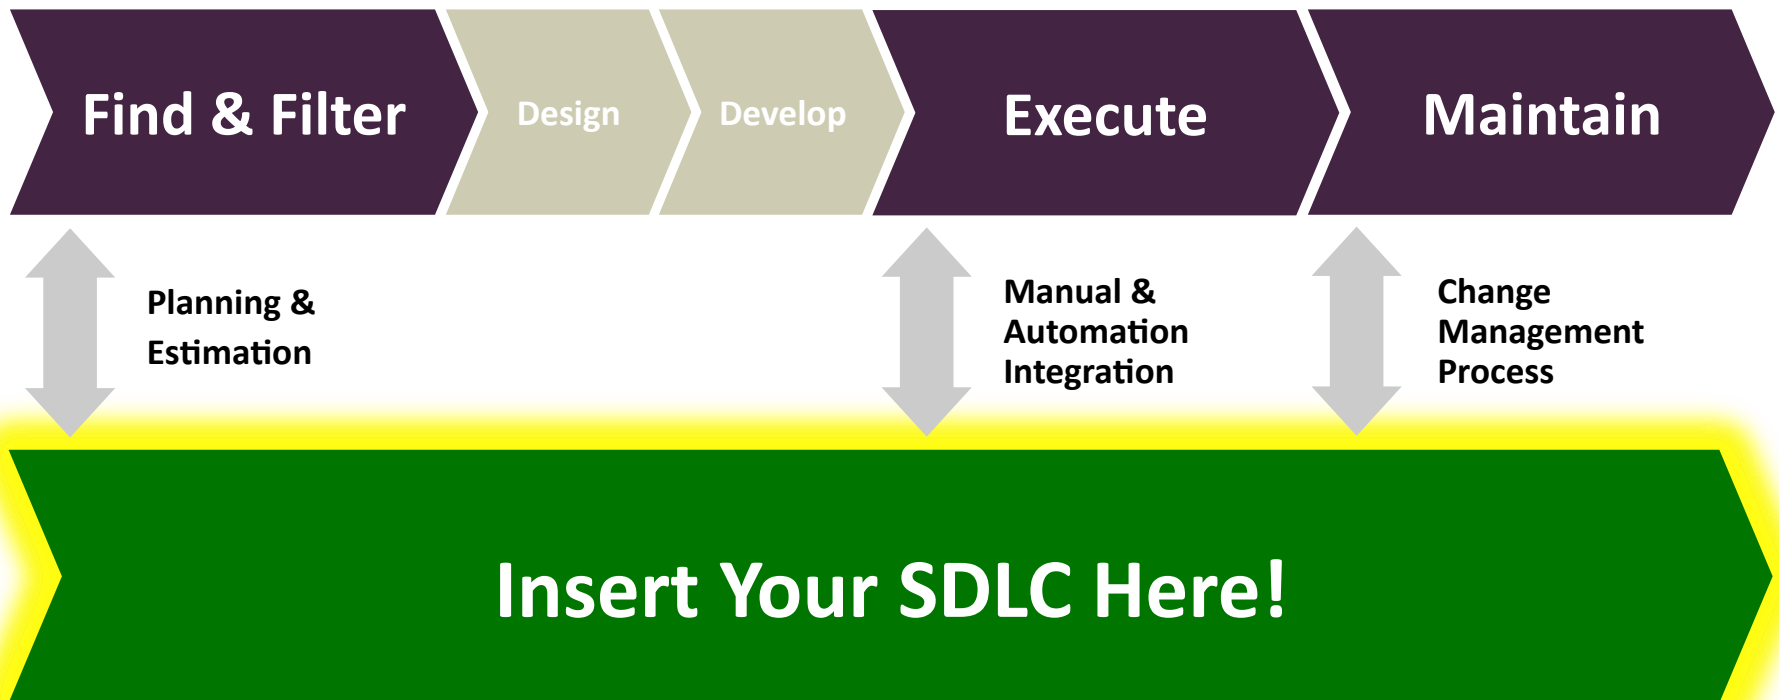 Find & Filter
Design
Develop
Execute
Maintain
Planning &
Estimation
Manual &
Automation
Integration
Change
Management
Process
Insert Your SDLC Here!